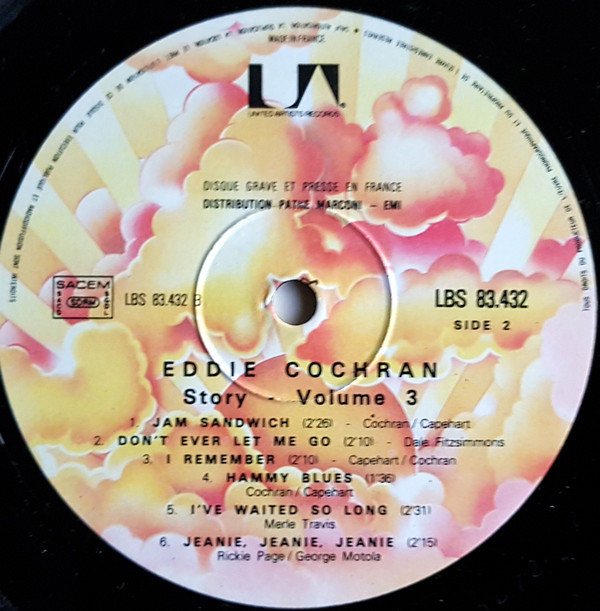 MADE IN FRANCE
UA
UNITED ARTISTS RECORDS
DISQUE GRAVE ET PRESSE EN FRANCE
DISTRIBUTION PATHE MARCONI - EMI
SACEM
SACD SDRM SGDL
LBS 83.432 B
LBS 83.432
SIDE 2
EDDIE COCHRAN
Story - Volume 3
1. JAM SANDWICH (2'26) - Cochran / Capehart
2. DON'T EVER LET ME GO (2'10) - Dale Fitzsimmons
3. I REMEMBER (2'10) - Capehart / Cochran
4. HAMMY BLUES (1'36)
Cochran / Capehart
5. I'VE WAITED SO LONG (2'31)
Merle Travis
6. JEANIE, JEANIE, JEANIE (2'15)
Rickie Page / George Motola